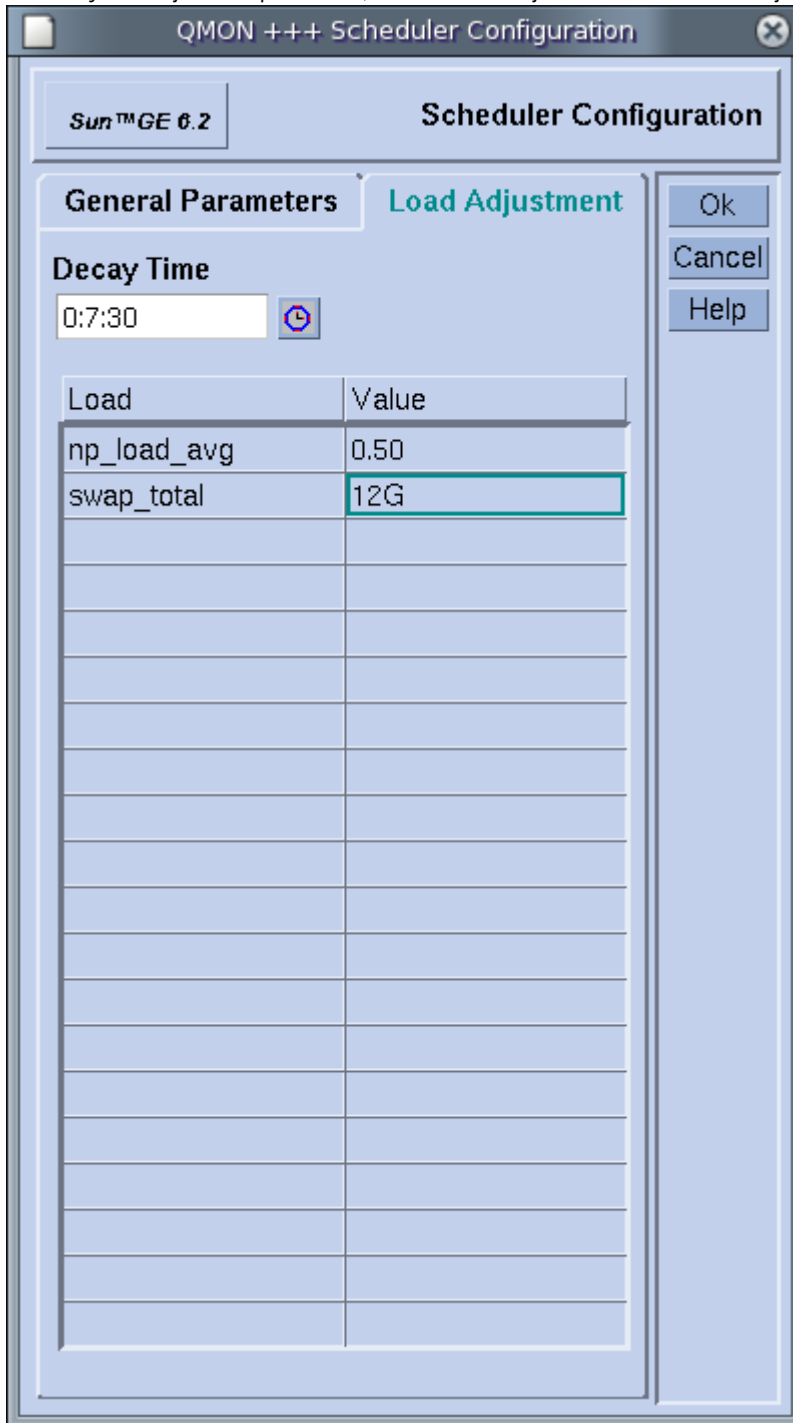 QMON +++ Scheduler Configuration
Sun™GE 6.2
Scheduler Configuration
General Parameters
Load Adjustment
Ok
Cancel
Help
Decay Time
0:7:30
Load Value
np_load_avg 0.50
swap_total 12G